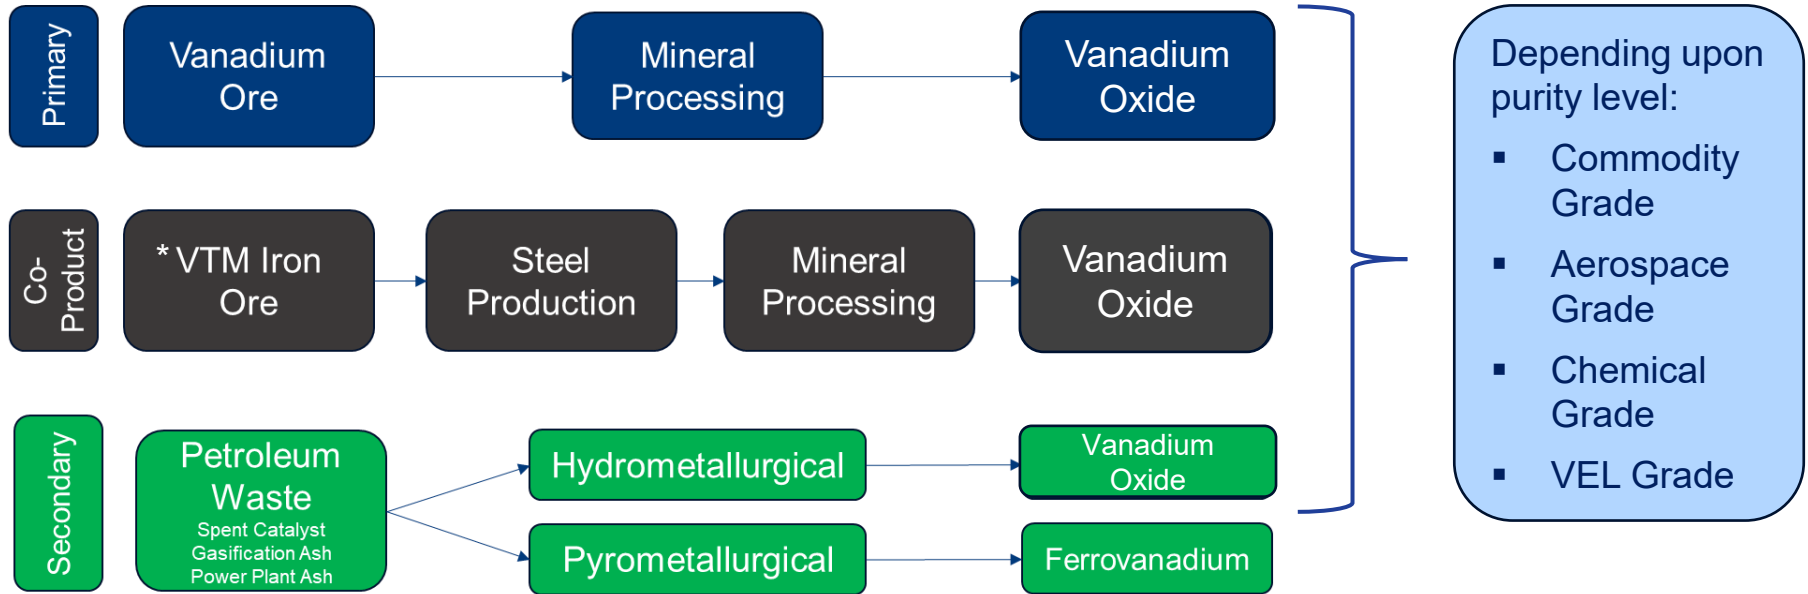 Primary
Vanadium
Ore
Mineral
Processing
Vanadium
Oxide
Co-
Product
* VTM Iron
Ore
Steel
Production
Mineral
Processing
Vanadium
Oxide
Secondary
Petroleum
Waste
Spent Catalyst
Gasification Ash
Power Plant Ash
Hydrometallurgical
Vanadium
Oxide
Pyrometallurgical
Ferrovanadium
Depending upon
purity level:
▪ Commodity
Grade
▪ Aerospace
Grade
▪ Chemical
Grade
▪ VEL Grade